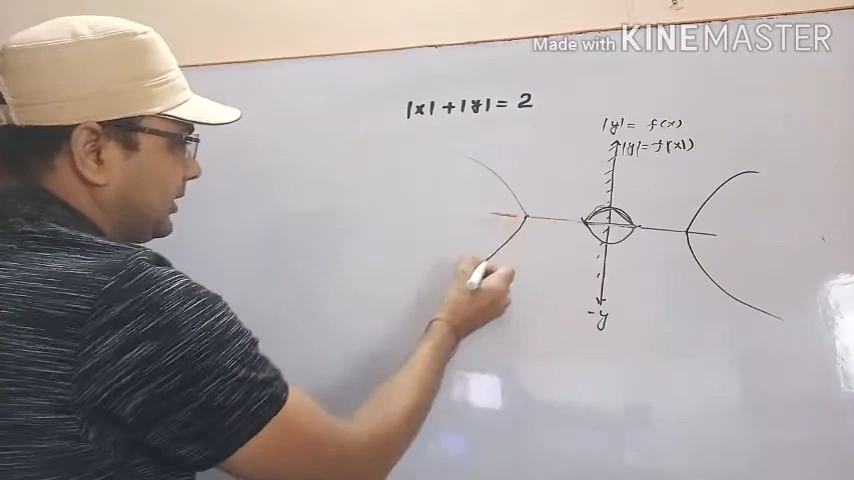 Made with KINEMASTER
|x| + |y| = 2
|y| = f(x)
|y| = f(|x|)
-y